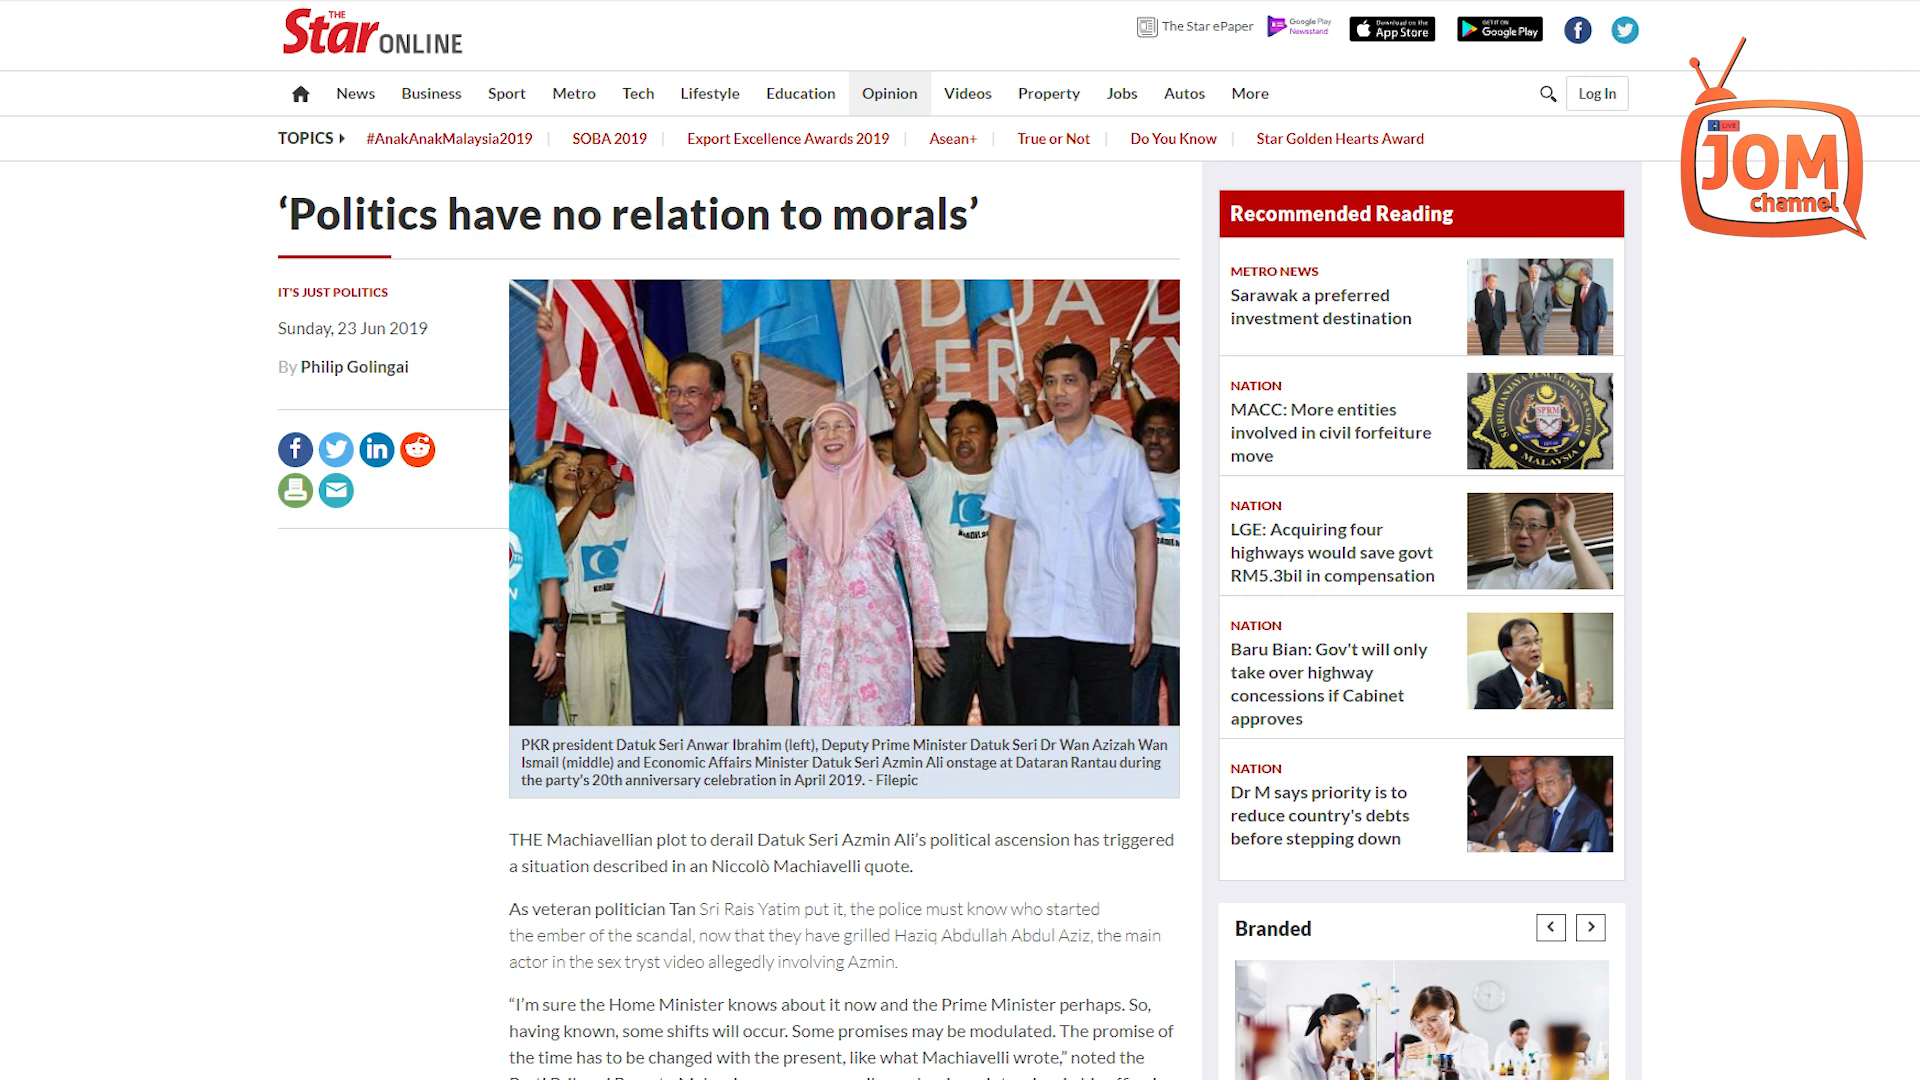 THE
Star ONLINE
The Star ePaper
Google Play
Newsstand
Download on the
App Store
GET IT ON
Google Play
News Business Sport Metro Tech Lifestyle Education Opinion Videos Property Jobs Autos More
Log In
TOPICS #AnakAnakMalaysia2019 SOBA 2019 Export Excellence Awards 2019 Asean+ True or Not Do You Know Star Golden Hearts Award
LIVE
JOM
channel
‘Politics have no relation to morals’
IT'S JUST POLITICS
Sunday, 23 Jun 2019
By Philip Golingai
DUA D
ERAKY
PKR president Datuk Seri Anwar Ibrahim (left), Deputy Prime Minister Datuk Seri Dr Wan Azizah Wan
Ismail (middle) and Economic Affairs Minister Datuk Seri Azmin Ali onstage at Dataran Rantau during
the party's 20th anniversary celebration in April 2019. - Filepic
THE Machiavellian plot to derail Datuk Seri Azmin Ali’s political ascension has triggered
a situation described in an Niccolò Machiavelli quote.
As veteran politician Tan Sri Rais Yatim put it, the police must know who started
the ember of the scandal, now that they have grilled Haziq Abdullah Abdul Aziz, the main
actor in the sex tryst video allegedly involving Azmin.
“I’m sure the Home Minister knows about it now and the Prime Minister perhaps. So,
having known, some shifts will occur. Some promises may be modulated. The promise of
the time has to be changed with the present, like what Machiavelli wrote,” noted the
Recommended Reading
METRO NEWS
Sarawak a preferred
investment destination
NATION
MACC: More entities
involved in civil forfeiture
move
SURUHANJAYA PENCEGAHAN RASUAH
SPRM
MALAYSIA
NATION
LGE: Acquiring four
highways would save govt
RM5.3bil in compensation
NATION
Baru Bian: Gov't will only
take over highway
concessions if Cabinet
approves
NATION
Dr M says priority is to
reduce country's debts
before stepping down
Branded